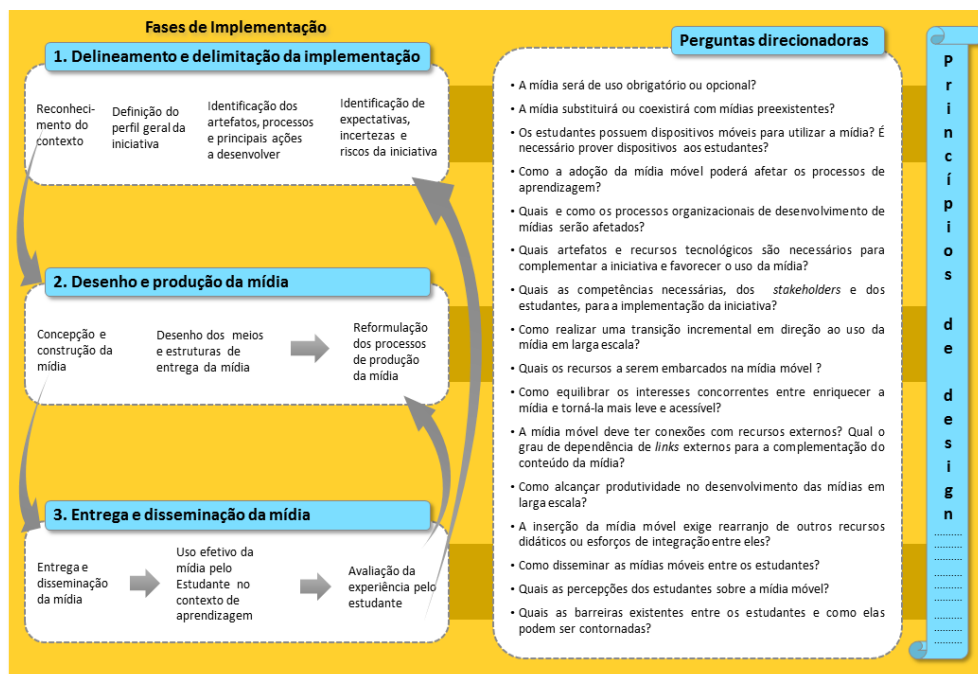 Fases de Implementação
1. Delineamento e delimitação da implementação
Reconheci-
mento do
contexto
Definição do
perfil geral da
iniciativa
Identificação dos
artefatos, processos
e principais ações
a desenvolver
Identificação de
expectativas,
incertezas e
riscos da iniciativa
2. Desenho e produção da mídia
Concepção e
construção da
mídia
Desenho dos meios
e estruturas de
entrega da mídia
Reformulação
dos processos
de produção
da mídia
3. Entrega e disseminação da mídia
Entrega e
disseminação
da mídia
Uso efetivo da
mídia pelo
Estudante no
contexto de
aprendizagem
Avaliação da
experiência pelo
estudante
Perguntas direcionadoras
• A mídia será de uso obrigatório ou opcional?
• A mídia substituirá ou coexistirá com mídias preexistentes?
• Os estudantes possuem dispositivos móveis para utilizar a mídia? É
necessário prover dispositivos aos estudantes?
• Como a adoção da mídia móvel poderá afetar os processos de
aprendizagem?
• Quais e como os processos organizacionais de desenvolvimento de
mídias serão afetados?
• Quais artefatos e recursos tecnológicos são necessários para
complementar a iniciativa e favorecer o uso da mídia?
• Quais as competências necessárias, dos stakeholders e dos
estudantes, para a implementação da iniciativa?
• Como realizar uma transição incremental em direção ao uso da
mídia em larga escala?
• Quais os recursos a serem embarcados na mídia móvel ?
• Como equilibrar os interesses concorrentes entre enriquecer a
mídia e torná-la mais leve e acessível?
• A mídia móvel deve ter conexões com recursos externos? Qual o
grau de dependência de links externos para a complementação do
conteúdo da mídia?
• Como alcançar produtividade no desenvolvimento das mídias em
larga escala?
• A inserção da mídia móvel exige rearranjo de outros recursos
didáticos ou esforços de integração entre eles?
• Como disseminar as mídias móveis entre os estudantes?
• Quais as percepções dos estudantes sobre a mídia móvel?
• Quais as barreiras existentes entre os estudantes e como elas
podem ser contornadas?
Princípios de design